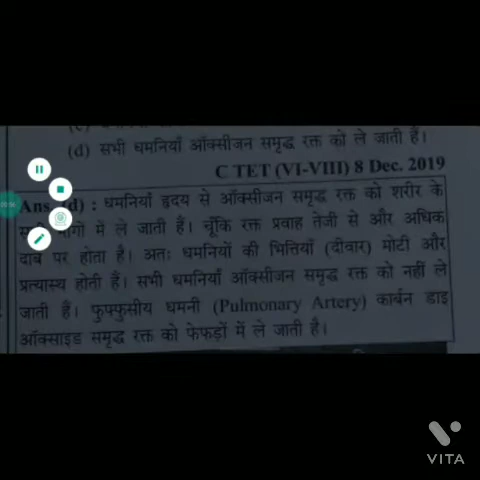 (d) सभी धमनियाँ ऑक्सीजन समृद्ध रक्त को ले जाती हैं।
C TET (VI-VIII) 8 Dec. 2019
Ans. (d) : धमनियां हृदय से ऑक्सीजन समृद्ध रक्त को शरीर के
भागों में ले जाती हैं। चूँकि रक्त प्रवाह तेजी से और अधिक
दाब पर होता है। अतः धमनियों की भित्तियाँ (दीवार) मोटी और
प्रत्यास्थ होती हैं। सभी धमनियाँ ऑक्सीजन समृद्ध रक्त को नहीं ले
जाती हैं। फुफ्फुसीय धमनी (Pulmonary Artery) कार्बन डाइ
ऑक्साइड समृद्ध रक्त को फेफड़ों में ले जाती है।
VITA